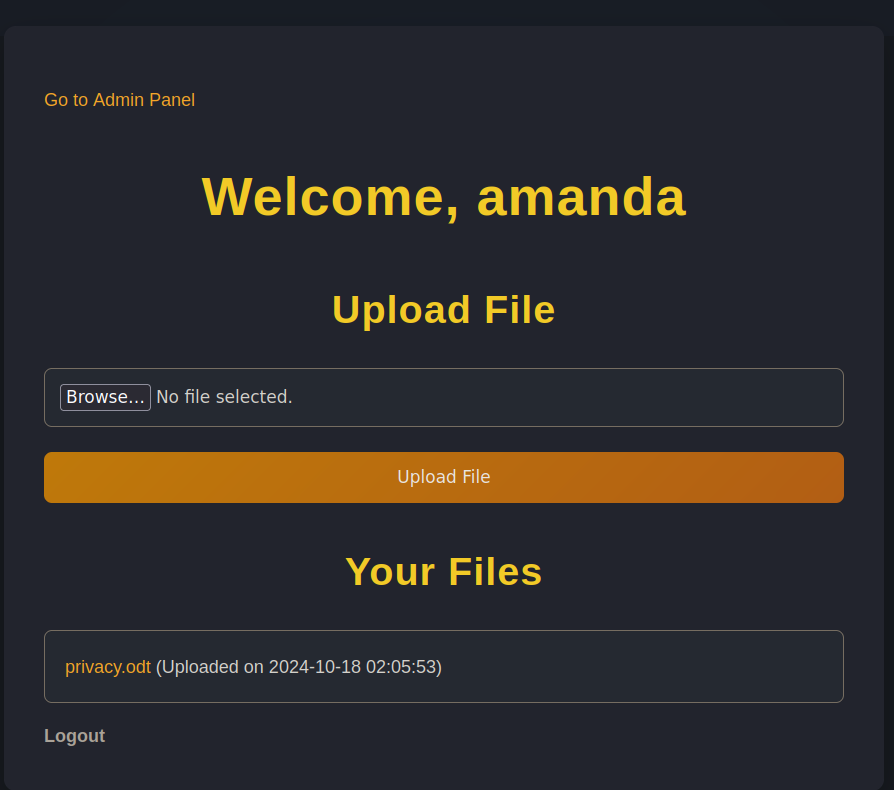 Go to Admin Panel
Welcome, amanda
Upload File
Browse... No file selected.
Upload File
Your Files
privacy.odt (Uploaded on 2024-10-18 02:05:53)
Logout